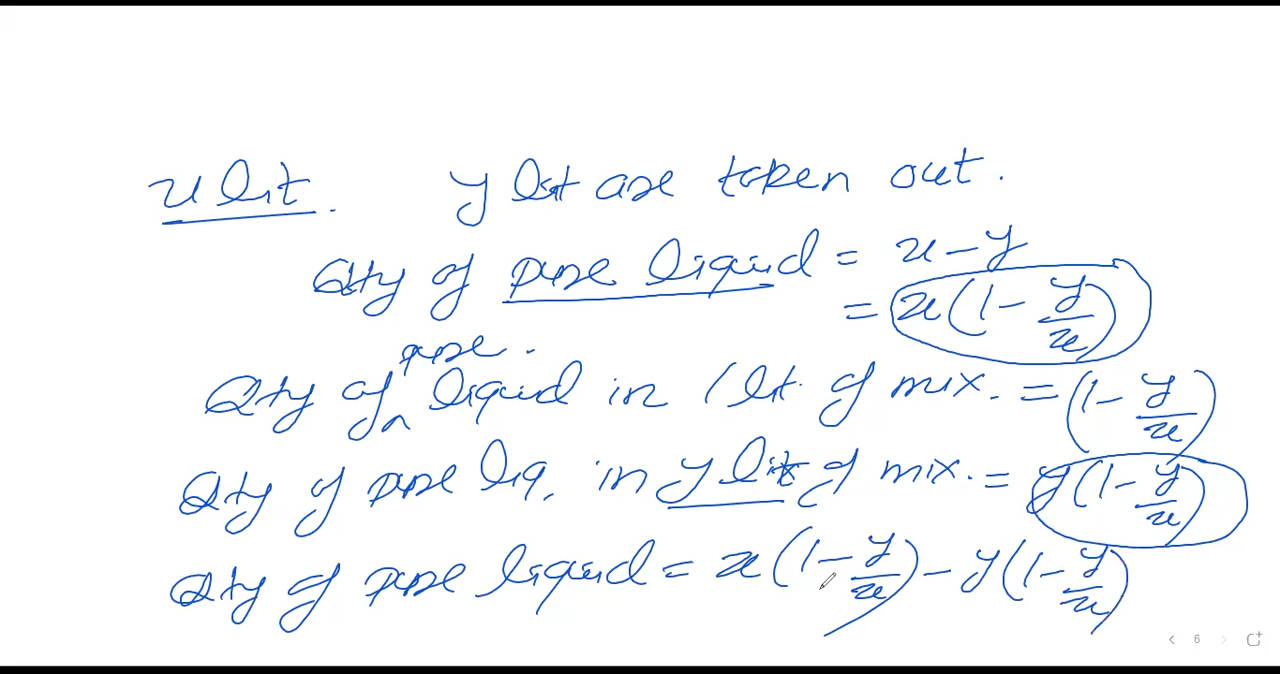 x lit. y lit are taken out.
Qty of pure liquid = x - y
= x(1 - y/x)
pure
Qty of ^ liquid in 1 lit. of mix. = (1 - y/x)
Qty of pure liq. in y lit of mix. = y(1 - y/x)
Qty of pure liquid = x(1 - y/x) - y(1 - y/x)
6